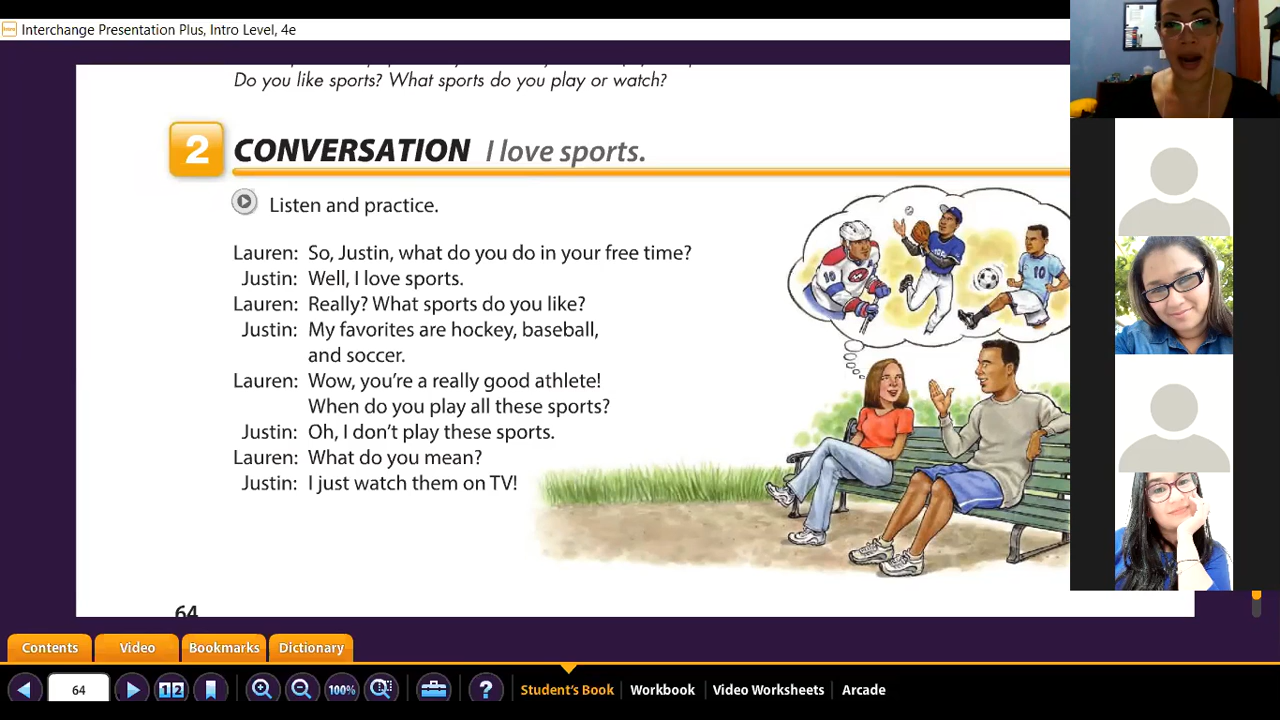 Interchange Presentation Plus, Intro Level, 4e
Do you like sports? What sports do you play or watch?
2 CONVERSATION I love sports.
Listen and practice.
Lauren: So, Justin, what do you do in your free time?
Justin: Well, I love sports.
Lauren: Really? What sports do you like?
Justin: My favorites are hockey, baseball,
and soccer.
Lauren: Wow, you're a really good athlete!
When do you play all these sports?
Justin: Oh, I don't play these sports.
Lauren: What do you mean?
Justin: I just watch them on TV!
10
64
Contents Video Bookmarks Dictionary
64 12 100% ? Student's Book Workbook Video Worksheets Arcade